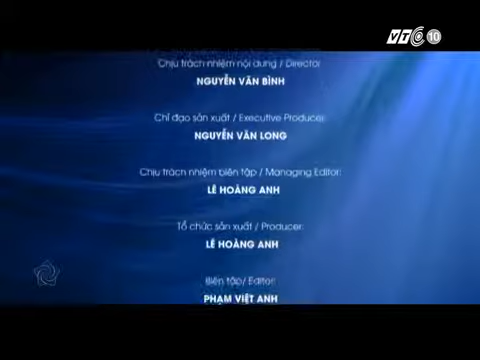 VTC 10
Chịu trách nhiệm nội dung / Director
NGUYỄN VĂN BÌNH
Chỉ đạo sản xuất / Executive Producer:
NGUYỄN VĂN LONG
Chịu trách nhiệm biên tập / Managing Editor:
LÊ HOÀNG ANH
Tổ chức sản xuất / Producer:
LÊ HOÀNG ANH
Biên tập/ Editor:
PHẠM VIỆT ANH